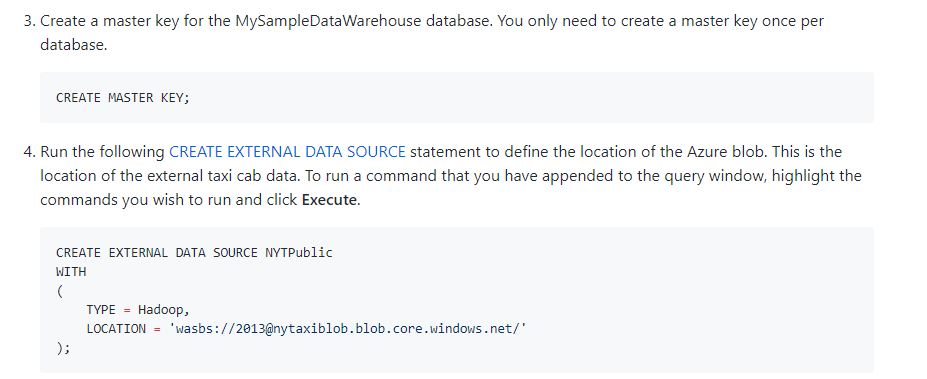 3. Create a master key for the MySampleDataWarehouse database. You only need to create a master key once per
database.
CREATE MASTER KEY;
4. Run the following CREATE EXTERNAL DATA SOURCE statement to define the location of the Azure blob. This is the
location of the external taxi cab data. To run a command that you have appended to the query window, highlight the
commands you wish to run and click Execute.
CREATE EXTERNAL DATA SOURCE NYTPublic
WITH
(
    TYPE = Hadoop,
    LOCATION = 'wasbs://2013@nytaxiblob.blob.core.windows.net/'
);